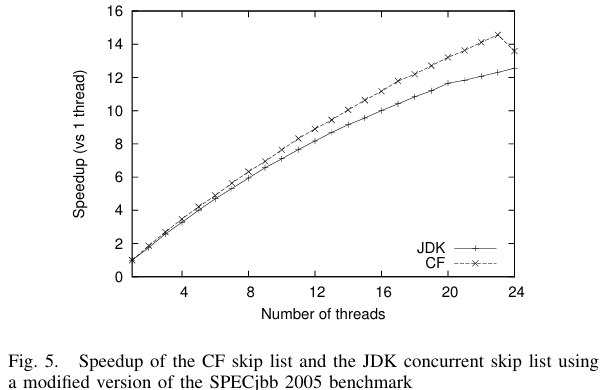 16
14
12
10
8
6
4
2
0
Speedup (vs 1 thread)
JDK
CF
4 8 12 16 20 24
Number of threads
Fig. 5. Speedup of the CF skip list and the JDK concurrent skip list using
a modified version of the SPECjbb 2005 benchmark